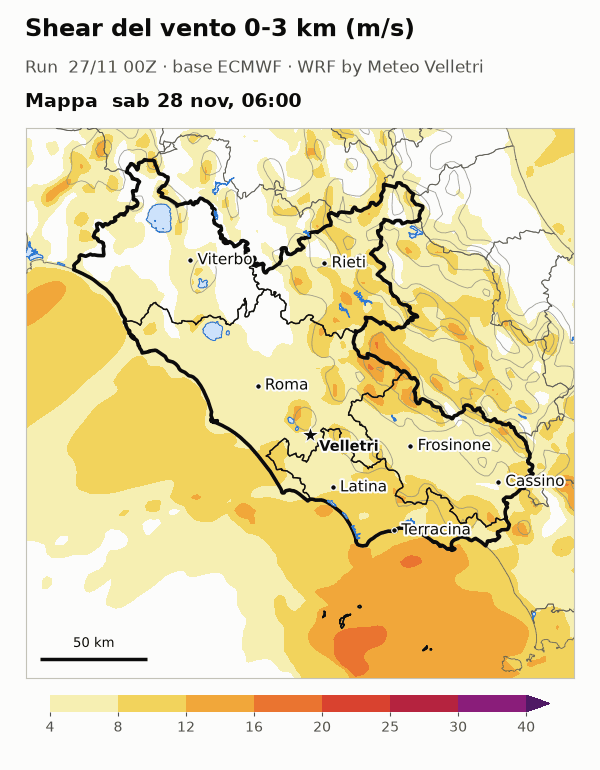 Shear del vento 0-3 km (m/s)
Run  27/11 00Z · base ECMWF · WRF by Meteo Velletri
Mappa  sab 28 nov, 06:00
Viterbo
Rieti
Roma
Velletri
Frosinone
Latina
Cassino
Terracina
50 km
4 8 12 16 20 25 30 40